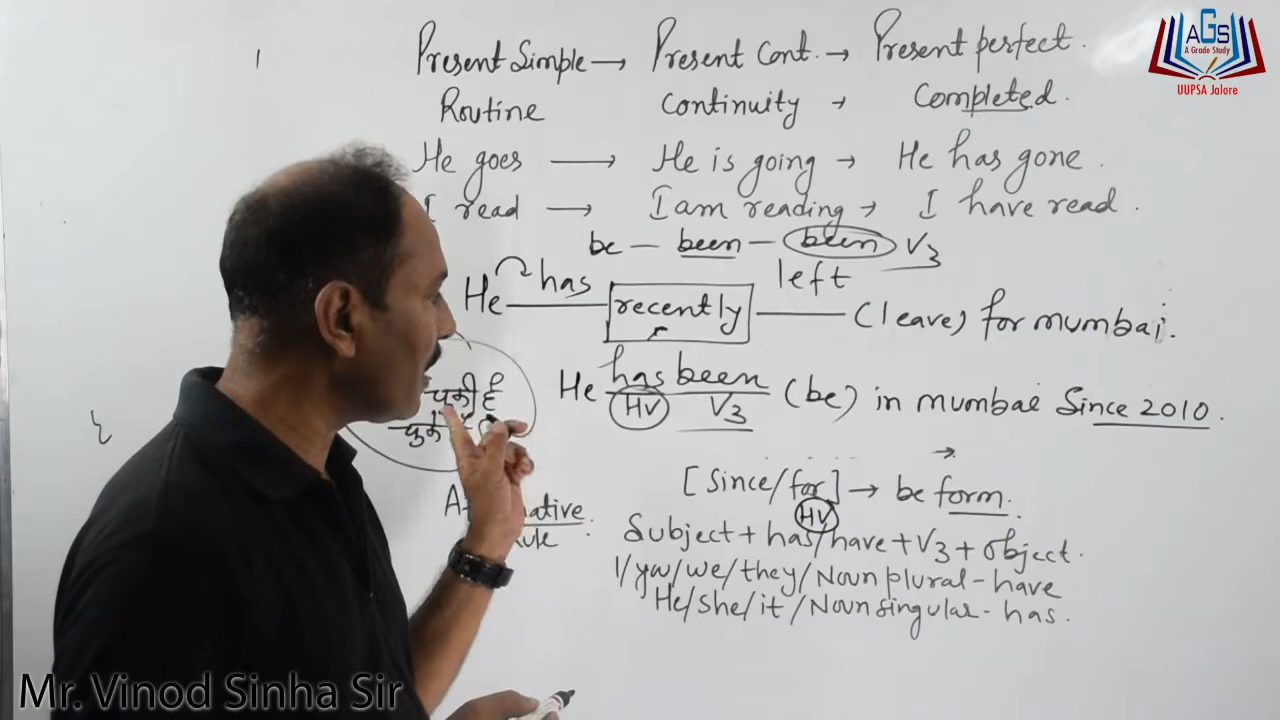 Present Simple → Present Cont. → Present perfect.
Routine Continuity → Completed.
He goes → He is going → He has gone.
I read → I am reading → I have read.
be – been – been V3
He has recently left (leave) for mumbai.
He has been (be) in mumbai Since 2010.
HV V3
चुकी है
चुके
[Since/for] → be form.
HV
Subject + has/have + V3 + Object.
I/you/we/they/Noun plural - have
He/She/it/Noun singular - has.
AGS
A Grade Study
UUPSA Jalore
Mr. Vinod Sinha Sir